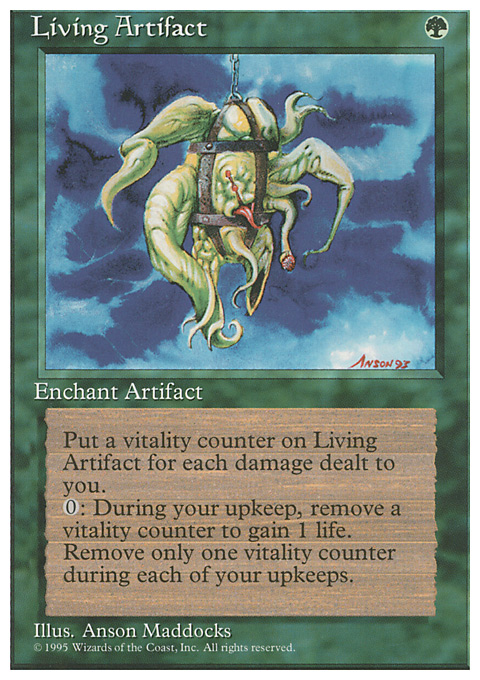 Living Artifact
ANSON 93
Enchant Artifact
Put a vitality counter on Living
Artifact for each damage dealt to
you.
0: During your upkeep, remove a
vitality counter to gain 1 life.
Remove only one vitality counter
during each of your upkeeps.
Illus. Anson Maddocks
© 1995 Wizards of the Coast, Inc. All rights reserved.